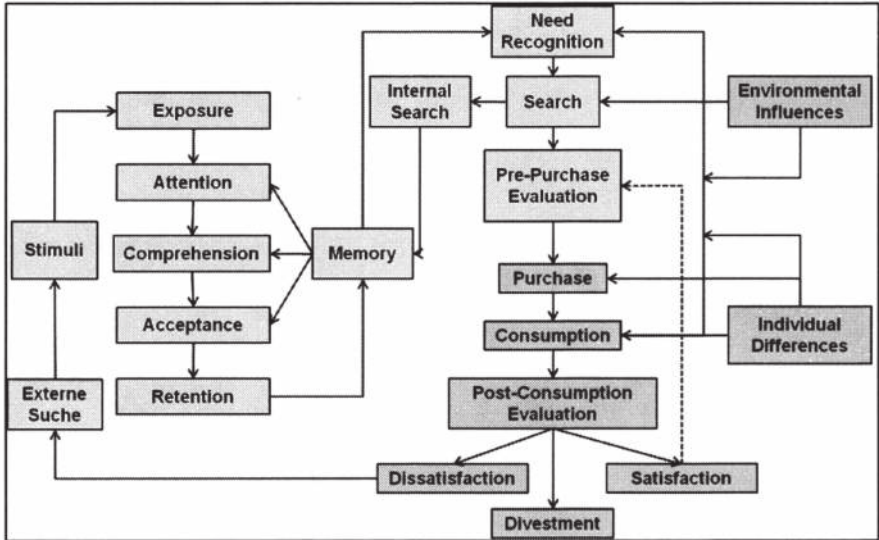 Need
Recognition
Internal
Search
Search
Environmental
Influences
Exposure
Attention
Pre-Purchase
Evaluation
Stimuli
Comprehension
Memory
Purchase
Acceptance
Consumption
Individual
Differences
Externe
Suche
Retention
Post-Consumption
Evaluation
Dissatisfaction
Satisfaction
Divestment